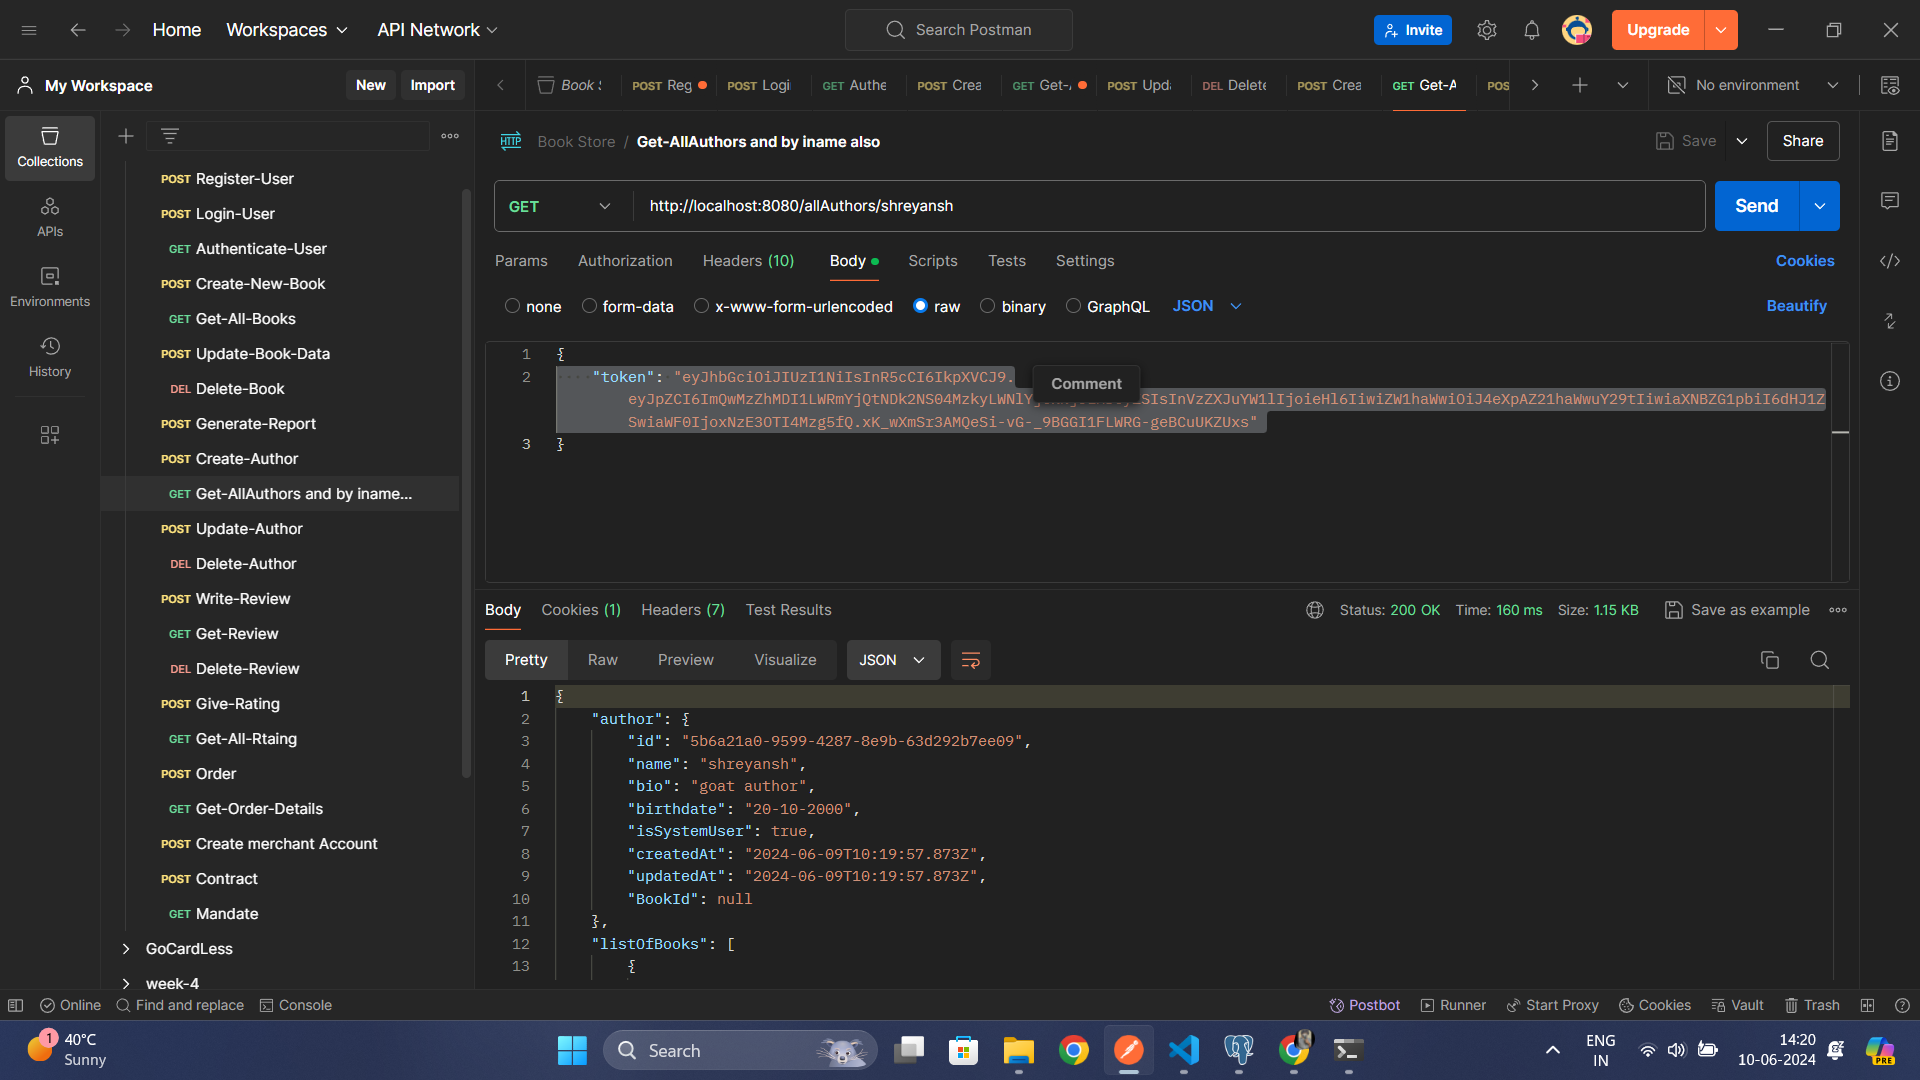 Home
Workspaces
API Network
Search Postman
Invite
Upgrade
My Workspace
New
Import
Book
POST Reg
POST Logi
GET Authe
POST Crea
GET Get-
POST Upda
DEL Delete
POST Crea
GET Get-A
POS
No environment
Collections
APIs
Environments
History
POST Register-User
POST Login-User
GET Authenticate-User
POST Create-New-Book
GET Get-All-Books
POST Update-Book-Data
DEL Delete-Book
POST Generate-Report
POST Create-Author
GET Get-AllAuthors and by iname...
POST Update-Author
DEL Delete-Author
POST Write-Review
GET Get-Review
DEL Delete-Review
POST Give-Rating
GET Get-All-Rtaing
POST Order
GET Get-Order-Details
POST Create merchant Account
POST Contract
GET Mandate
GoCardLess
week-4
HTTP Book Store / Get-AllAuthors and by iname also
Save
Share
GET
http://localhost:8080/allAuthors/shreyansh
Send
Params
Authorization
Headers (10)
Body
Scripts
Tests
Settings
Cookies
none
form-data
x-www-form-urlencoded
raw
binary
GraphQL
JSON
Beautify
1 {
2 "token": "eyJhbGciOiJIUzI1NiIsInR5cCI6IkpXVCJ9.
SwiaWF0IjoxNzE3OTI4Mzg5fQ.xK_wXmSr3AMQeSi-vG-_9BGGI1FLWRG-geBCuUKZUxs"
3 }
Comment
Body
Cookies (1)
Headers (7)
Test Results
Status: 200 OK
Time: 160 ms
Size: 1.15 KB
Save as example
Pretty
Raw
Preview
Visualize
JSON
1 {
2 "author": {
3 "id": "5b6a21a0-9599-4287-8e9b-63d292b7ee09",
4 "name": "shreyansh",
5 "bio": "goat author",
6 "birthdate": "20-10-2000",
7 "isSystemUser": true,
8 "createdAt": "2024-06-09T10:19:57.873Z",
9 "updatedAt": "2024-06-09T10:19:57.873Z",
10 "BookId": null
11 },
12 "listOfBooks": [
13 {
Online
Find and replace
Console
Postbot
Runner
Start Proxy
Cookies
Vault
Trash
1
40°C
Sunny
Search
ENG
IN
14:20
10-06-2024
PRE